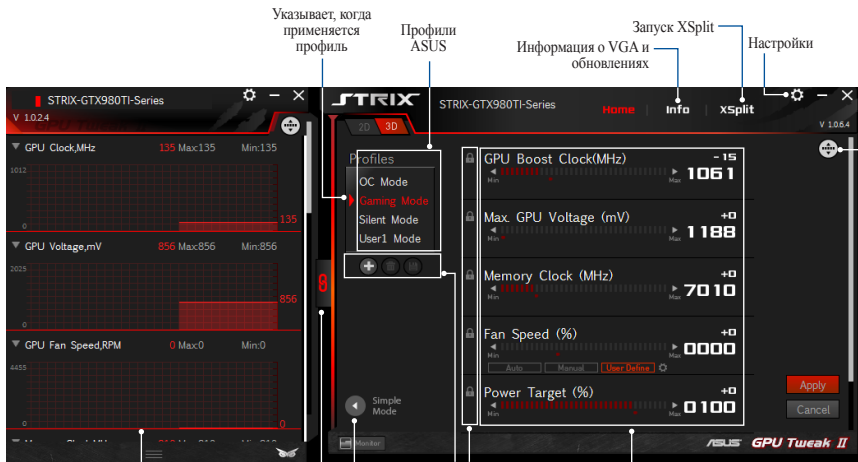 Указывает, когда
применяется
профиль
Профили
ASUS
Информация о VGA и
обновлениях
Запуск XSplit
Настройки
STRIX-GTX980TI-Series
V 1.0.2.4
GPU Clock,MHz 135 Max:135 Min:135
1012
135
0
GPU Voltage,mV 856 Max:856 Min:856
2025
856
0
GPU Fan Speed,RPM 0 Max:0 Min:0
4455
0
0
STRIX STRIX-GTX980TI-Series Home Info XSplit
V 1.0.6.4
2D 3D
Profiles
OC Mode
Gaming Mode
Silent Mode
User1 Mode
GPU Boost Clock(MHz) -15
Min Max 1061
Max. GPU Voltage (mV) +0
Min Max 1188
Memory Clock (MHz) +0
Min Max 7010
Fan Speed (%) +0
Min Max 0000
Auto Manual User Define
Power Target (%) +0
Min Max 0100
Simple
Mode
Apply
Cancel
Monitor
ASUS GPU Tweak II